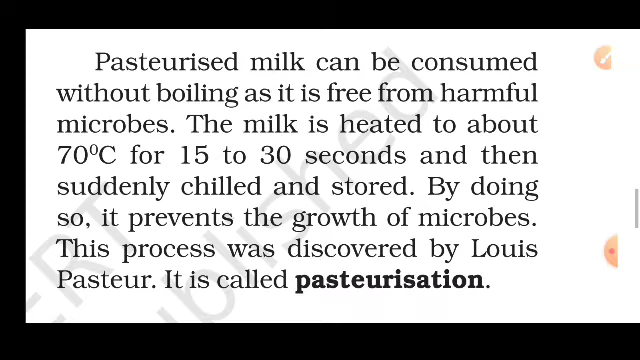 Pasteurised milk can be consumed
without boiling as it is free from harmful
microbes. The milk is heated to about
70⁰C for 15 to 30 seconds and then
suddenly chilled and stored. By doing
so, it prevents the growth of microbes.
This process was discovered by Louis
Pasteur. It is called pasteurisation.